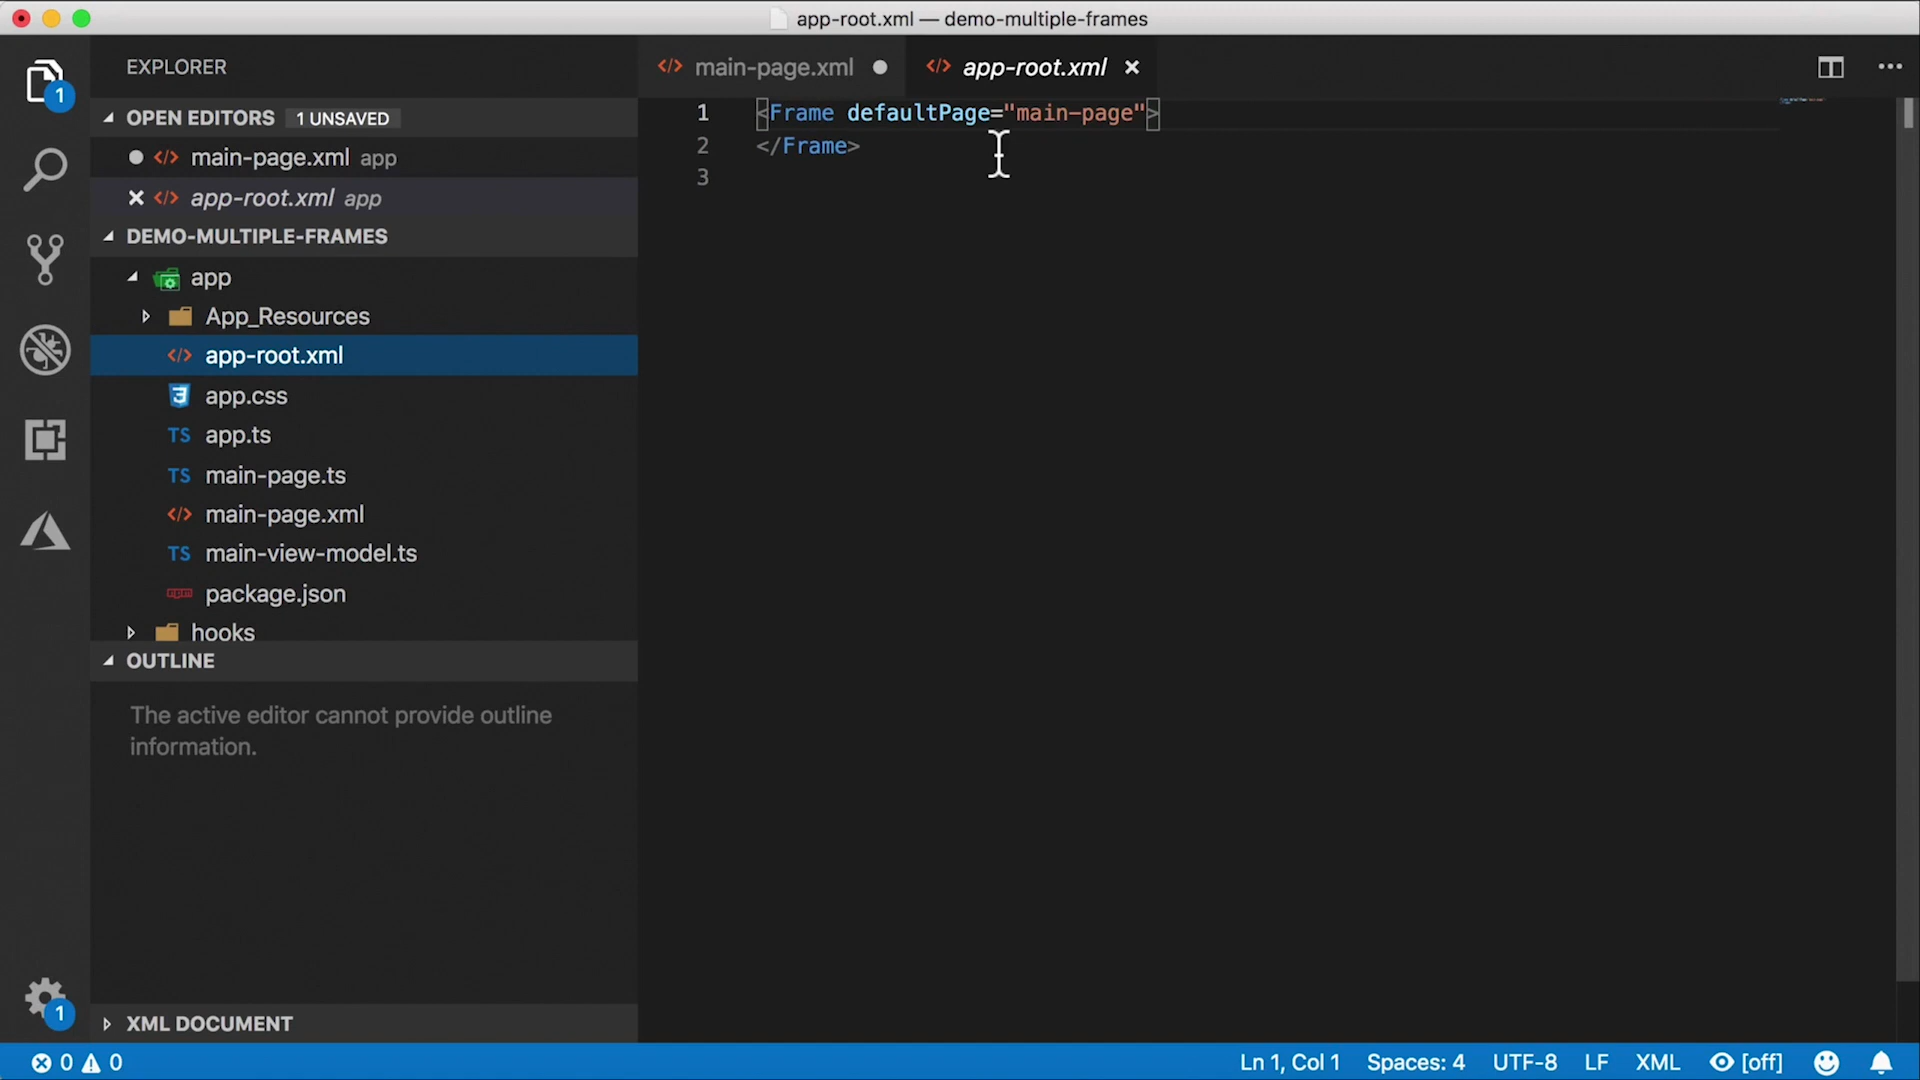 app-root.xml — demo-multiple-frames
EXPLORER
OPEN EDITORS 1 UNSAVED
main-page.xml app
app-root.xml app
DEMO-MULTIPLE-FRAMES
app
App_Resources
app-root.xml
app.css
TS app.ts
TS main-page.ts
main-page.xml
TS main-view-model.ts
package.json
hooks
OUTLINE
The active editor cannot provide outline
information.
XML DOCUMENT
main-page.xml
app-root.xml
1 <Frame defaultPage="main-page">
2 </Frame>
3
1
1
0 0
Ln 1, Col 1
Spaces: 4
UTF-8
LF
XML
[off]